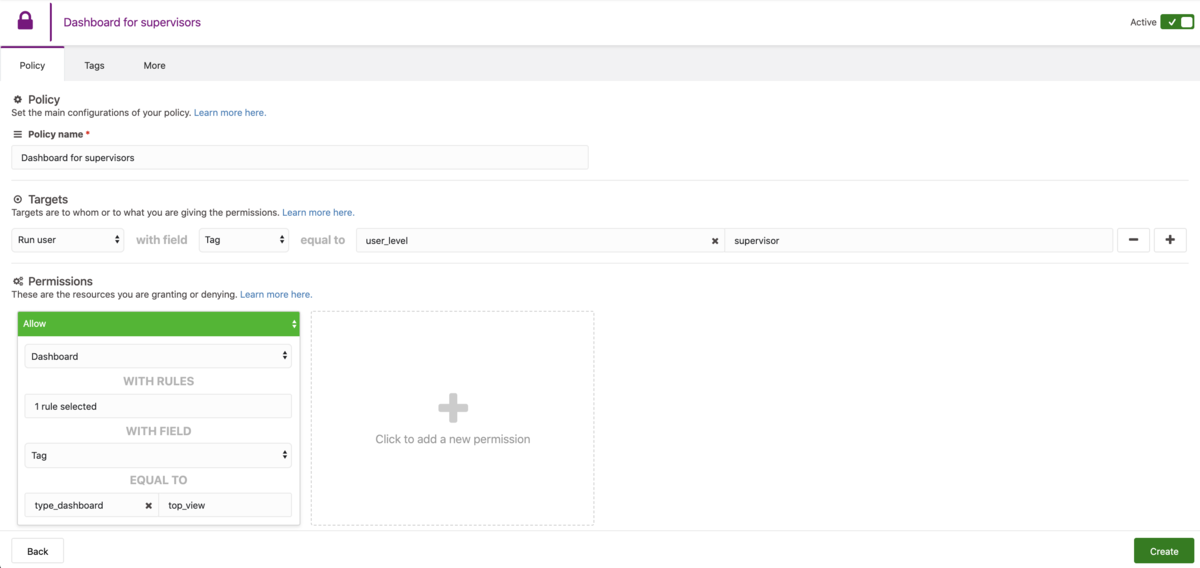 Dashboard for supervisors
Active
Policy Tags More
Policy
Set the main configurations of your policy. Learn more here.
Policy name *
Dashboard for supervisors
Targets
Targets are to whom or to what you are giving the permissions. Learn more here.
Run user with field Tag equal to user_level supervisor
Permissions
These are the resources you are granting or denying. Learn more here.
Allow
Dashboard
WITH RULES
1 rule selected
WITH FIELD
Tag
EQUAL TO
type_dashboard top_view
Click to add a new permission
Back Create